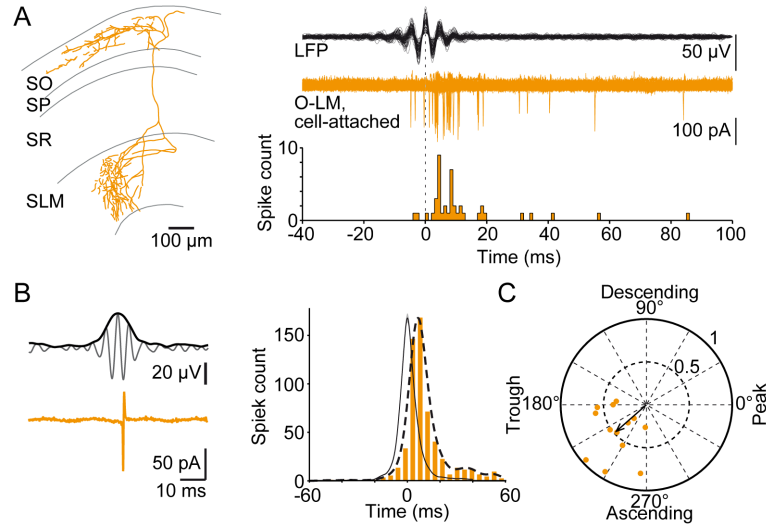 A
SO
SP
SR
SLM
100 µm
LFP
50 µV
O-LM,
cell-attached
100 pA
Spike count
10
5
0
-40 -20 0 20 40 60 80 100
Time (ms)
B
20 µV
50 pA
10 ms
Spiek count
150
100
50
0
-60 0 60
Time (ms)
C
Descending
90°
1
0.5
Trough
180°
0°
Peak
270°
Ascending